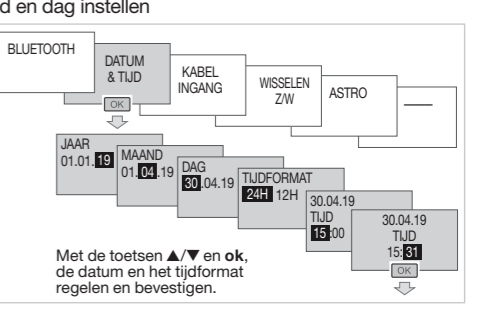 d en dag instellen
BLUETOOTH
DATUM
& TIJD
OK
KABEL
INGANG
WISSELEN
Z/W
ASTRO
JAAR
01.01.19
MAAND
01.04.19
DAG
30.04.19
TIJDFORMAT
24H 12H
30.04.19
TIJD
15:00
30.04.19
TIJD
15:31
OK
Met de toetsen ▲/▼ en ok,
de datum en het tijdformat
regelen en bevestigen.